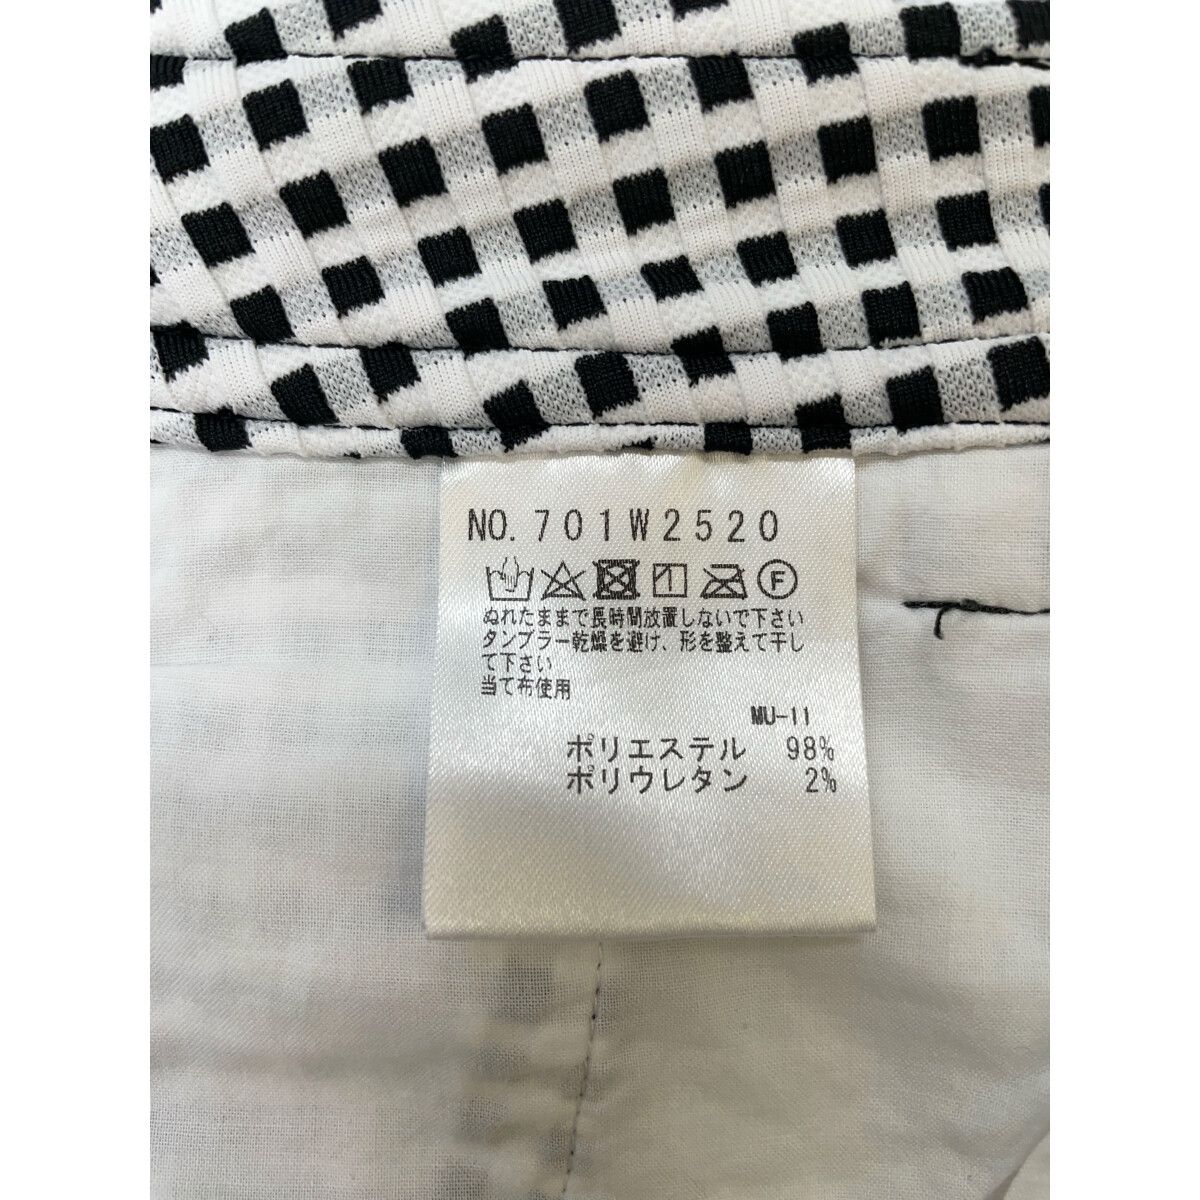 NO. 701W2520
F
ぬれたままで長時間放置しないで下さい
タンブラー乾燥を避け、形を整えて干し
て下さい
当て布使用
MU-11
ポリエステル 98%
ポリウレタン 2%